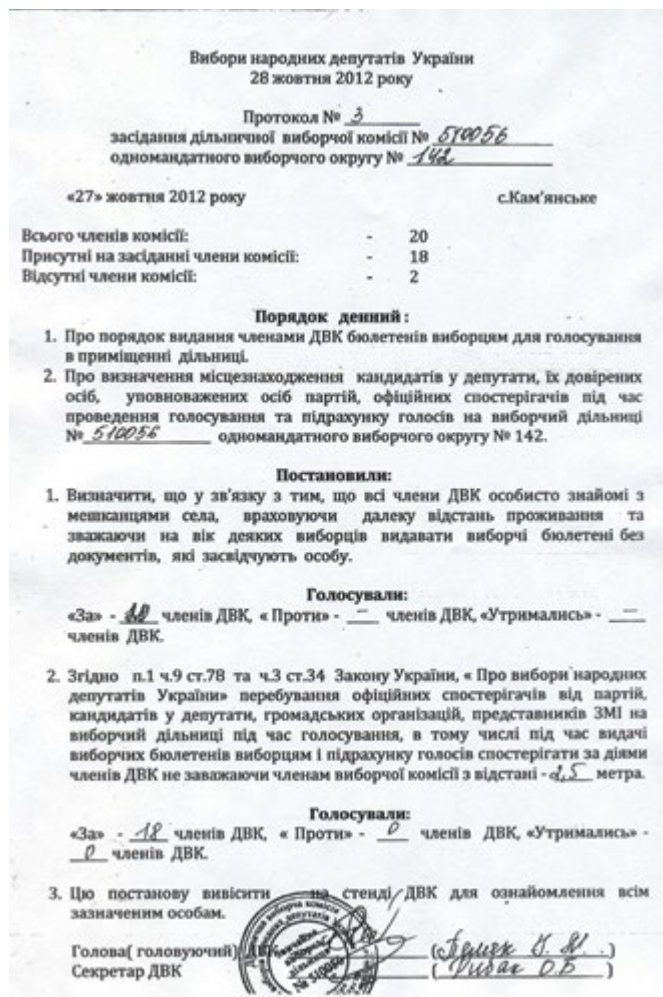 Вибори народних депутатів України
28 жовтня 2012 року
Протокол № 3
засідання дільничної виборчої комісії № 510056
одномандатного виборчого округу № 142
«27» жовтня 2012 року с.Кам'янське
Всього членів комісії: - 20
Присутні на засіданні члени комісії: - 18
Відсутні члени комісії: - 2
Порядок денний :
1. Про порядок видання членами ДВК бюлетенів виборцям для голосування
в приміщенні дільниці.
2. Про визначення місцезнаходження кандидатів у депутати, їх довірених
осіб, уповноважених осіб партій, офіційних спостерігачів під час
проведення голосування та підрахунку голосів на виборчий дільниці
№ 510056 одномандатного виборчого округу № 142.
Постановили:
1. Визначити, що у зв'язку з тим, що всі члени ДВК особисто знайомі з
мешканцями села, враховуючи далеку відстань проживання та
зважаючи на вік деяких виборців видавати виборчі бюлетені без
документів, які засвідчують особу.
Голосували:
«За» - членів ДВК, « Проти» - — членів ДВК, «Утримались» - —
членів ДВК.
2. Згідно п.1 ч.9 ст.78 та ч.3 ст.34 Закону України, « Про вибори народних
депутатів України» перебування офіційних спостерігачів від партій,
кандидатів у депутати, громадських організацій, представників ЗМІ на
виборчий дільниці під час голосування, в тому числі під час видачі
виборчих бюлетенів виборцям і підрахунку голосів спостерігати за діями
членів ДВК не заважаючи членам виборчої комісії з відстані - 2,5 метра.
Голосували:
«За» - 18 членів ДВК, « Проти» - 0 членів ДВК, «Утримались» -
0 членів ДВК.
3. Цю постанову вивісити на стенді ДВК для ознайомлення всім
зазначеним особам.
Голова( головуючий)
Секретар ДВК
№ 510056